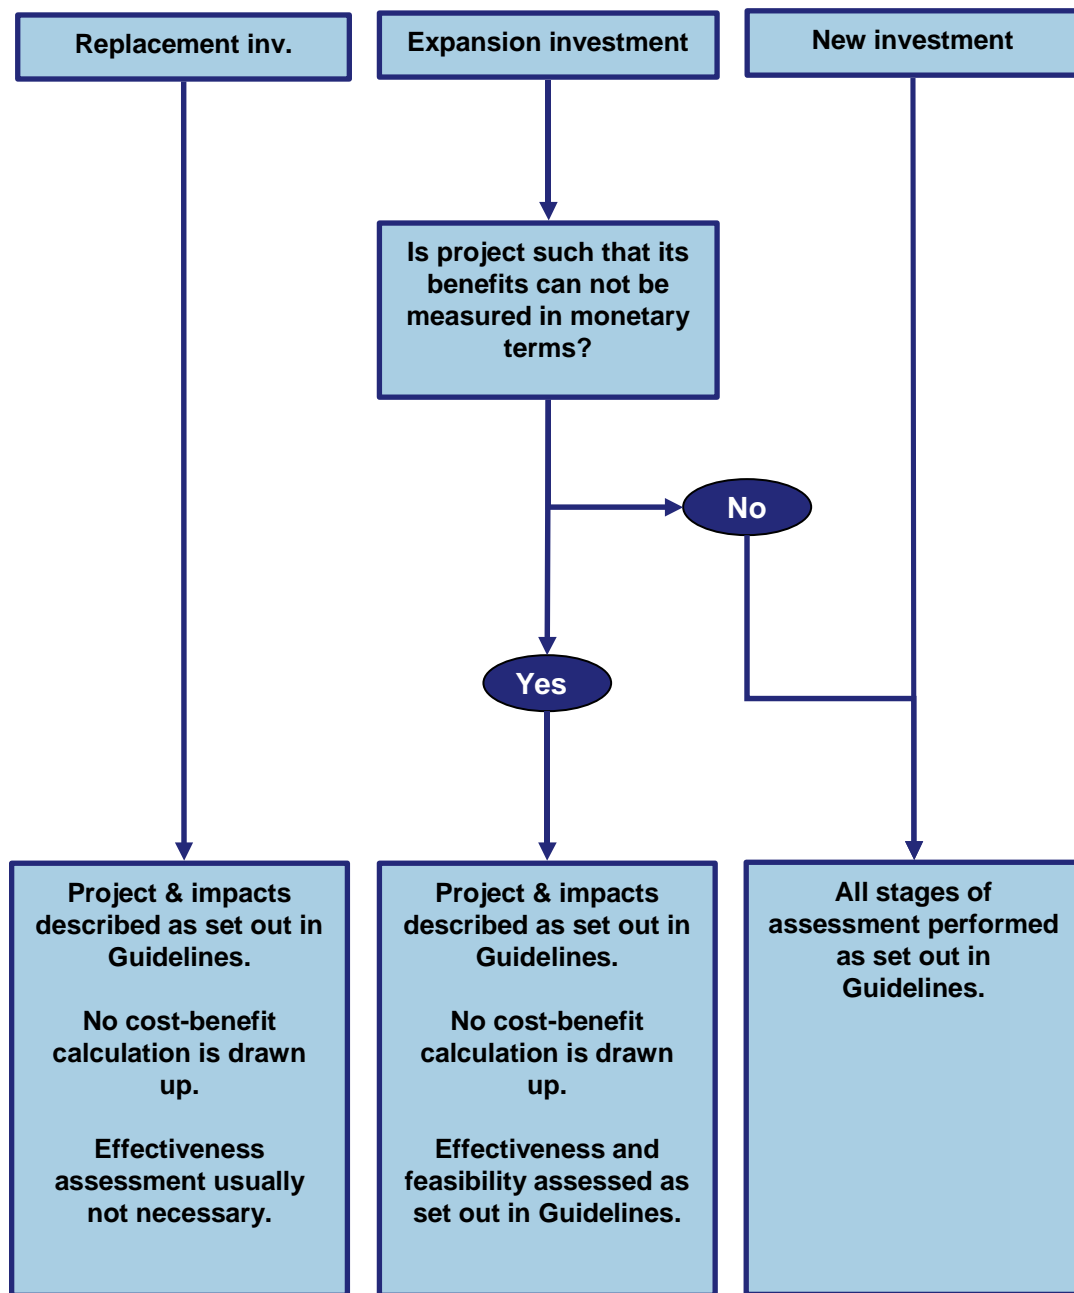 Replacement inv.
Expansion investment
New investment
Is project such that its
benefits can not be
measured in monetary
terms?
No
Yes
Project & impacts
described as set out in
Guidelines.
No cost-benefit
calculation is drawn
up.
Effectiveness
assessment usually
not necessary.
Project & impacts
described as set out in
Guidelines.
No cost-benefit
calculation is drawn
up.
Effectiveness and
feasibility assessed as
set out in Guidelines.
All stages of
assessment performed
as set out in
Guidelines.